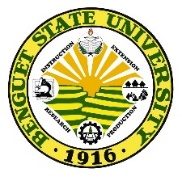 BENGUET STATE UNIVERSITY
INSTRUCTION
EXTENSION
RESEARCH
PRODUCTION
· 1916 ·